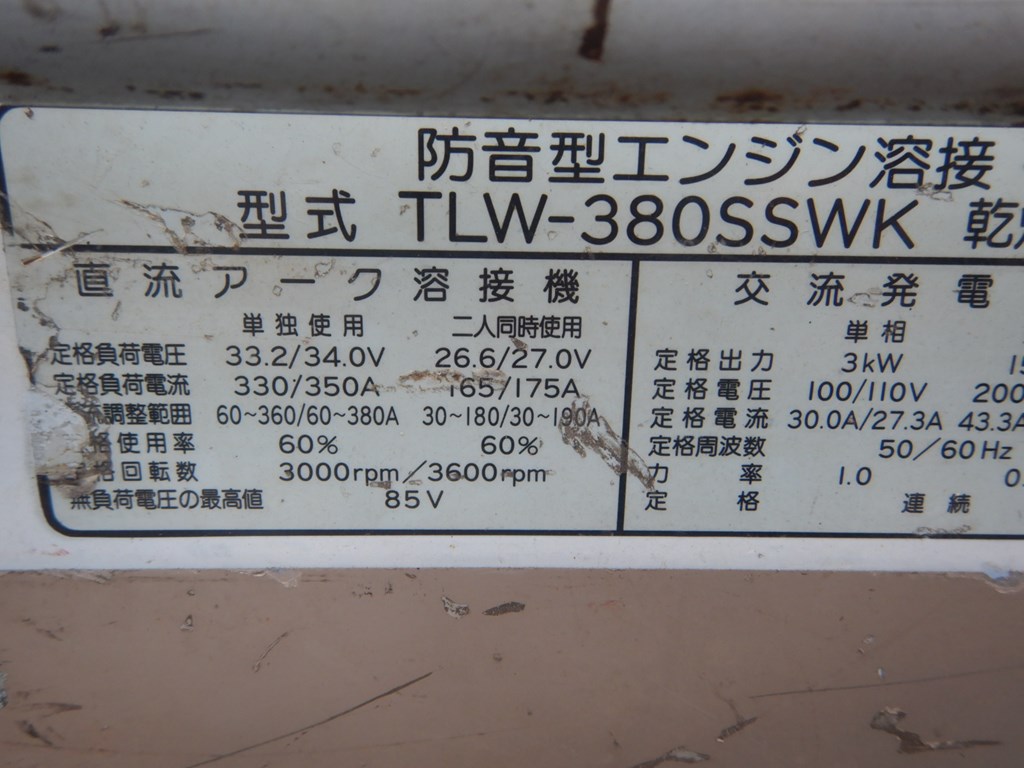 防音型エンジン溶接
型式 TLW-380SSWK
直流アーク溶接機
単独使用 二人同時使用
定格負荷電圧 33.2/34.0V 26.6/27.0V
定格負荷電流 330/350A 165/175A
流調整範囲 60~360/60~380A 30~180/30~190A
格使用率 60% 60%
格回転数 3000rpm/3600rpm
無負荷電圧の最高値 85V
交流発電
単相
定格出力 3kW
定格電圧 100/110V 200
定格電流 30.0A/27.3A 43.3A
定格周波数 50/60Hz
力率 1.0
定格 連続